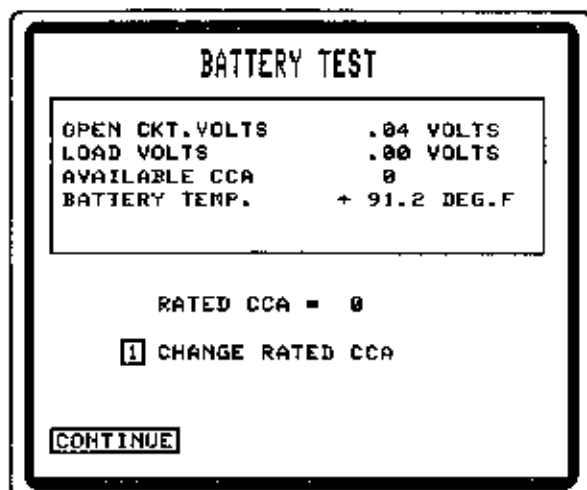 BATTERY TEST
OPEN CKT.VOLTS .04 VOLTS
LOAD VOLTS .00 VOLTS
AVAILABLE CCA 0
BATTERY TEMP. + 91.2 DEG.F
RATED CCA = 0
1 CHANGE RATED CCA
CONTINUE